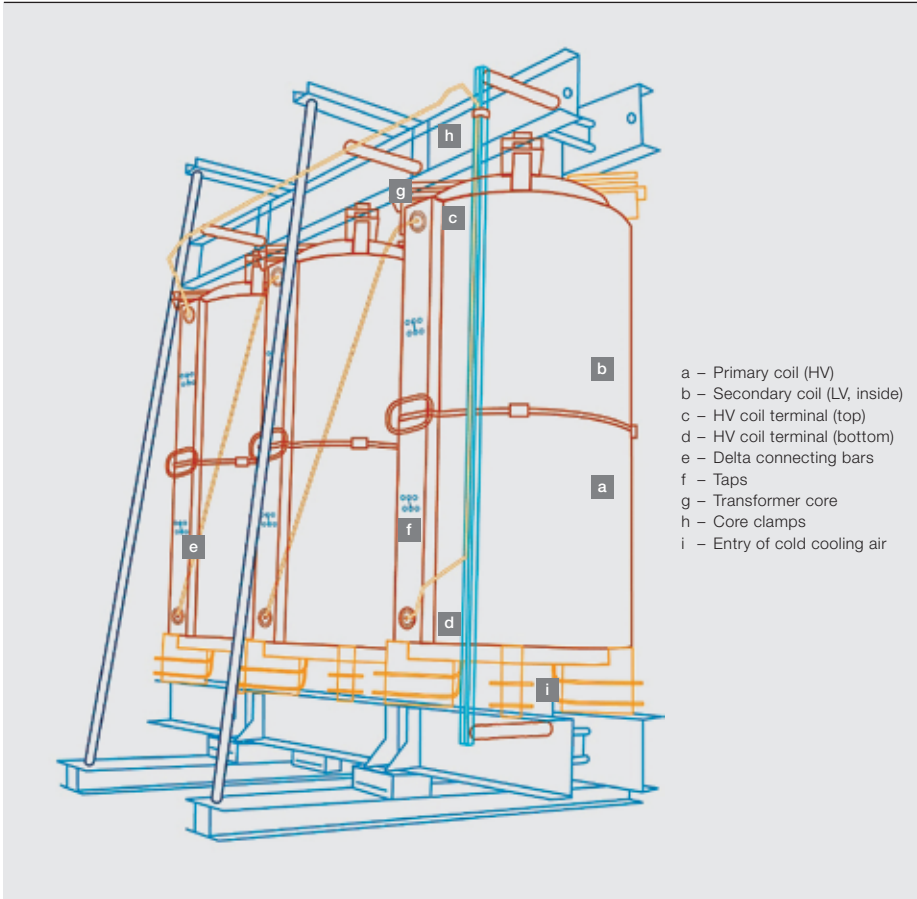 h
g
c
b
a
f
e
d
i
a – Primary coil (HV)
b – Secondary coil (LV, inside)
c – HV coil terminal (top)
d – HV coil terminal (bottom)
e – Delta connecting bars
f – Taps
g – Transformer core
h – Core clamps
i – Entry of cold cooling air